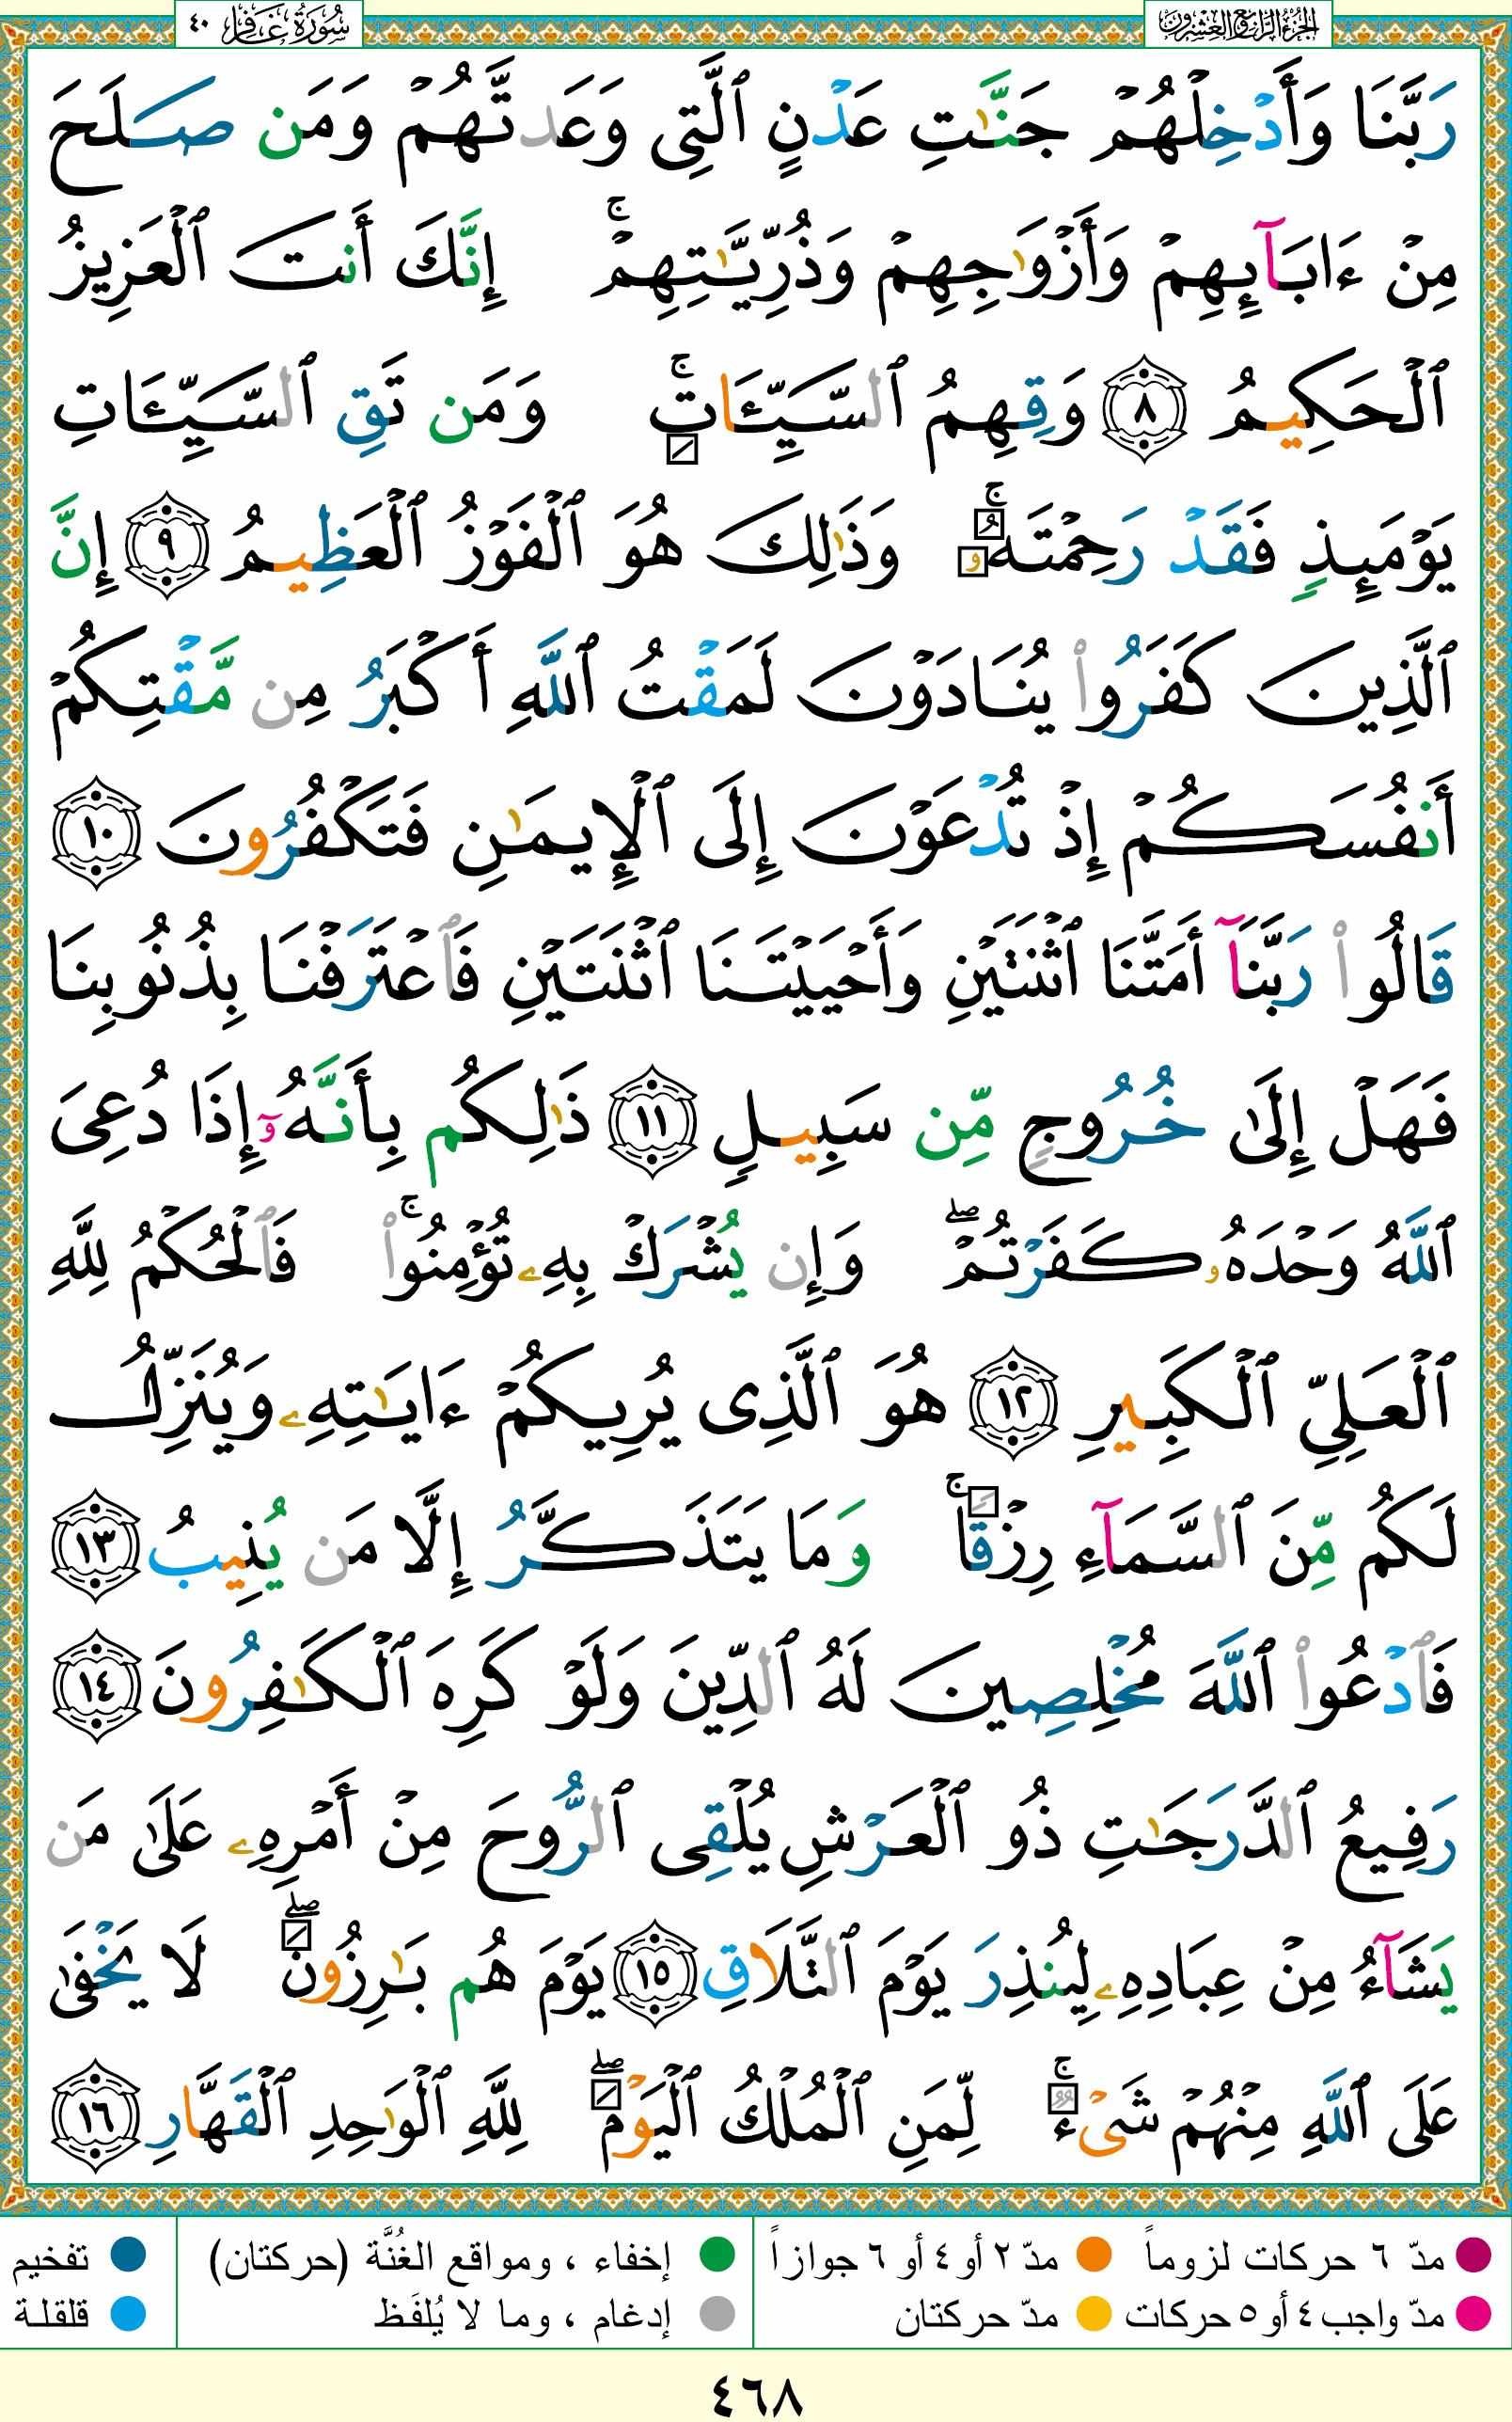 الجزء الرابع والعشرون
سُورَةُ غَافِر ٤٠
رَبَّنَا وَأَدۡخِلۡهُمۡ جَنَّـٰتِ عَدۡنٍ ٱلَّتِى وَعَدتَّهُمۡ وَمَن صَلَحَ
مِنۡ ءَابَآئِهِمۡ وَأَزۡوَٰجِهِمۡ وَذُرِّيَّـٰتِهِمۡۚ إِنَّكَ أَنتَ ٱلۡعَزِيزُ
ٱلۡحَكِيمُ ٨ وَقِهِمُ ٱلسَّيِّـَٔاتِۚ وَمَن تَقِ ٱلسَّيِّـَٔاتِ
يَوۡمَئِذٍ فَقَدۡ رَحِمۡتَهُۥۚ وَذَٰلِكَ هُوَ ٱلۡفَوۡزُ ٱلۡعَظِيمُ ٩ إِنَّ
ٱلَّذِينَ كَفَرُواْ يُنَادَوۡنَ لَمَقۡتُ ٱللَّهِ أَكۡبَرُ مِن مَّقۡتِكُمۡ
أَنفُسَكُمۡ إِذۡ تُدۡعَوۡنَ إِلَى ٱلۡإِيمَـٰنِ فَتَكۡفُرُونَ ١٠
قَالُواْ رَبَّنَآ أَمَتَّنَا ٱثۡنَتَيۡنِ وَأَحۡيَيۡتَنَا ٱثۡنَتَيۡنِ فَٱعۡتَرَفۡنَا بِذُنُوبِنَا
فَهَلۡ إِلَىٰ خُرُوجٍ مِّن سَبِيلٍ ١١ ذَٰلِكُم بِأَنَّهُۥٓ إِذَا دُعِىَ
ٱللَّهُ وَحۡدَهُۥ كَفَرۡتُمۡۖ وَإِن يُشۡرَكۡ بِهِۦ تُؤۡمِنُواْۚ فَٱلۡحُكۡمُ لِلَّهِ
ٱلۡعَلِىِّ ٱلۡكَبِيرِ ١٢ هُوَ ٱلَّذِى يُرِيكُمۡ ءَايَـٰتِهِۦ وَيُنَزِّلُ
لَكُم مِّنَ ٱلسَّمَآءِ رِزۡقًاۚ وَمَا يَتَذَكَّرُ إِلَّا مَن يُنِيبُ ١٣
فَٱدۡعُواْ ٱللَّهَ مُخۡلِصِينَ لَهُ ٱلدِّينَ وَلَوۡ كَرِهَ ٱلۡكَـٰفِرُونَ ١٤
رَفِيعُ ٱلدَّرَجَـٰتِ ذُو ٱلۡعَرۡشِ يُلۡقِى ٱلرُّوحَ مِنۡ أَمۡرِهِۦ عَلَىٰ مَن
يَشَآءُ مِنۡ عِبَادِهِۦ لِيُنذِرَ يَوۡمَ ٱلتَّلَاقِ ١٥ يَوۡمَ هُم بَـٰرِزُونَۖ لَا يَخۡفَىٰ
عَلَى ٱللَّهِ مِنۡهُمۡ شَىۡءٌۚ لِّمَنِ ٱلۡمُلۡكُ ٱلۡيَوۡمَۖ لِلَّهِ ٱلۡوَٰحِدِ ٱلۡقَهَّارِ ١٦
مدّ ٦ حركات لزوماً مدّ ٢ أو ٤ أو ٦ جوازاً إخفاء ، ومواقع الغُنَّة (حركتان) تفخيم
مدّ واجب ٤ أو ٥ حركات مدّ حركتان إدغام ، وما لا يُلفَظ قلقلة
٤٦٨